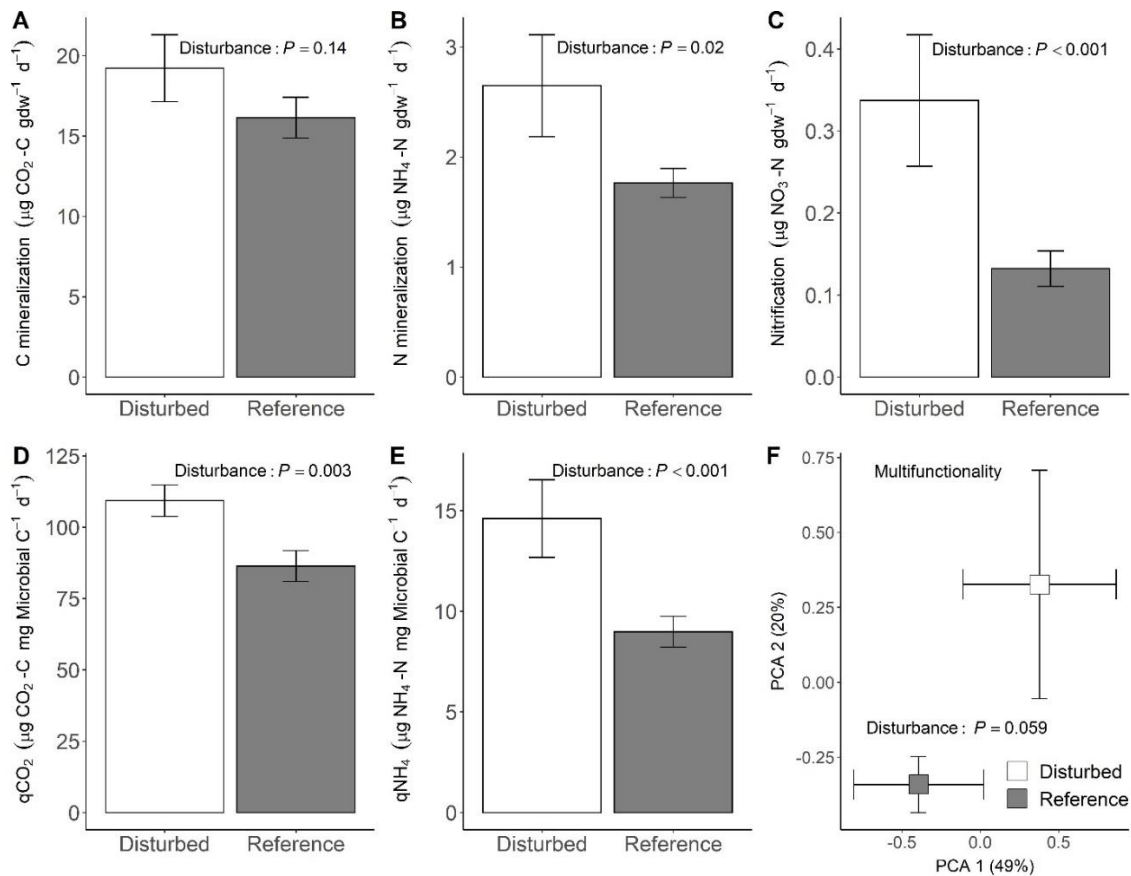 A
Disturbance: P = 0.14
C mineralization (µg CO₂-C gdw⁻¹ d⁻¹)
20
15
10
5
0
Disturbed Reference
B
Disturbance: P = 0.02
N mineralization (µg NH₄-N gdw⁻¹ d⁻¹)
3
2
1
0
Disturbed Reference
C
Disturbance: P < 0.001
Nitrification (µg NO₃-N gdw⁻¹ d⁻¹)
0.4
0.3
0.2
0.1
0.0
Disturbed Reference
D
Disturbance: P = 0.003
qCO₂ (µg CO₂-C mg Microbial C⁻¹ d⁻¹)
125
100
75
50
25
0
Disturbed Reference
E
Disturbance: P < 0.001
qNH₄ (µg NH₄-N mg Microbial C⁻¹ d⁻¹)
15
10
5
0
Disturbed Reference
F
Multifunctionality
PCA 2 (20%)
0.75
0.50
0.25
0.00
-0.25
Disturbance: P = 0.059
Disturbed
Reference
-0.5 0.0 0.5
PCA 1 (49%)